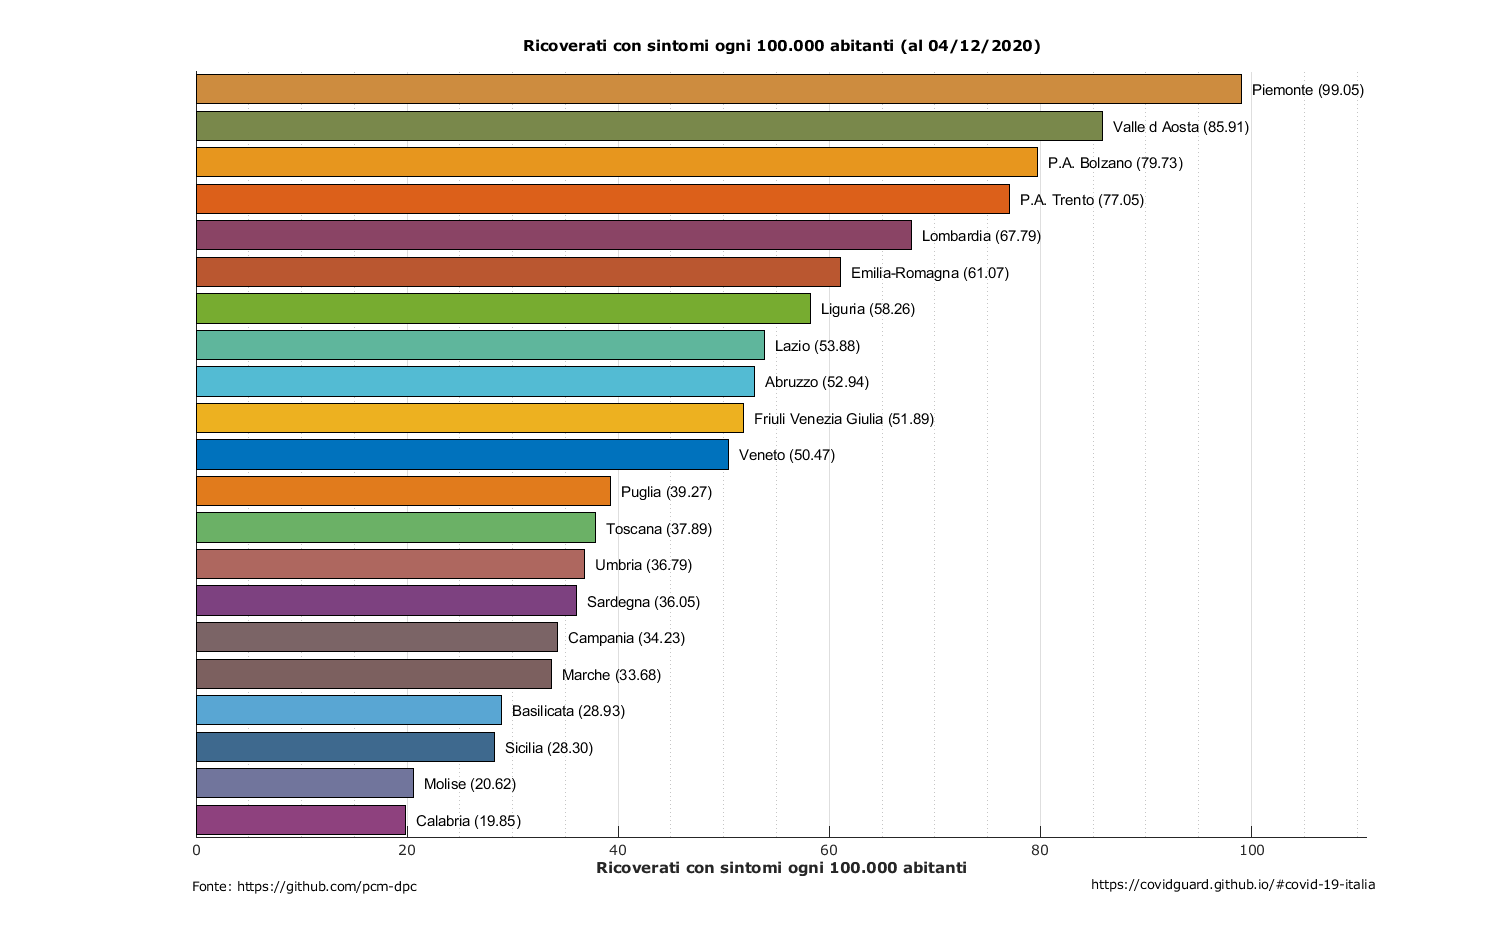 Ricoverati con sintomi ogni 100.000 abitanti (al 04/12/2020)
Piemonte (99.05)
Valle d Aosta (85.91)
P.A. Bolzano (79.73)
P.A. Trento (77.05)
Lombardia (67.79)
Emilia-Romagna (61.07)
Liguria (58.26)
Lazio (53.88)
Abruzzo (52.94)
Friuli Venezia Giulia (51.89)
Veneto (50.47)
Puglia (39.27)
Toscana (37.89)
Umbria (36.79)
Sardegna (36.05)
Campania (34.23)
Marche (33.68)
Basilicata (28.93)
Sicilia (28.30)
Molise (20.62)
Calabria (19.85)
0 20 40 60 80 100
Ricoverati con sintomi ogni 100.000 abitanti
Fonte: https://github.com/pcm-dpc
https://covidguard.github.io/#covid-19-italia